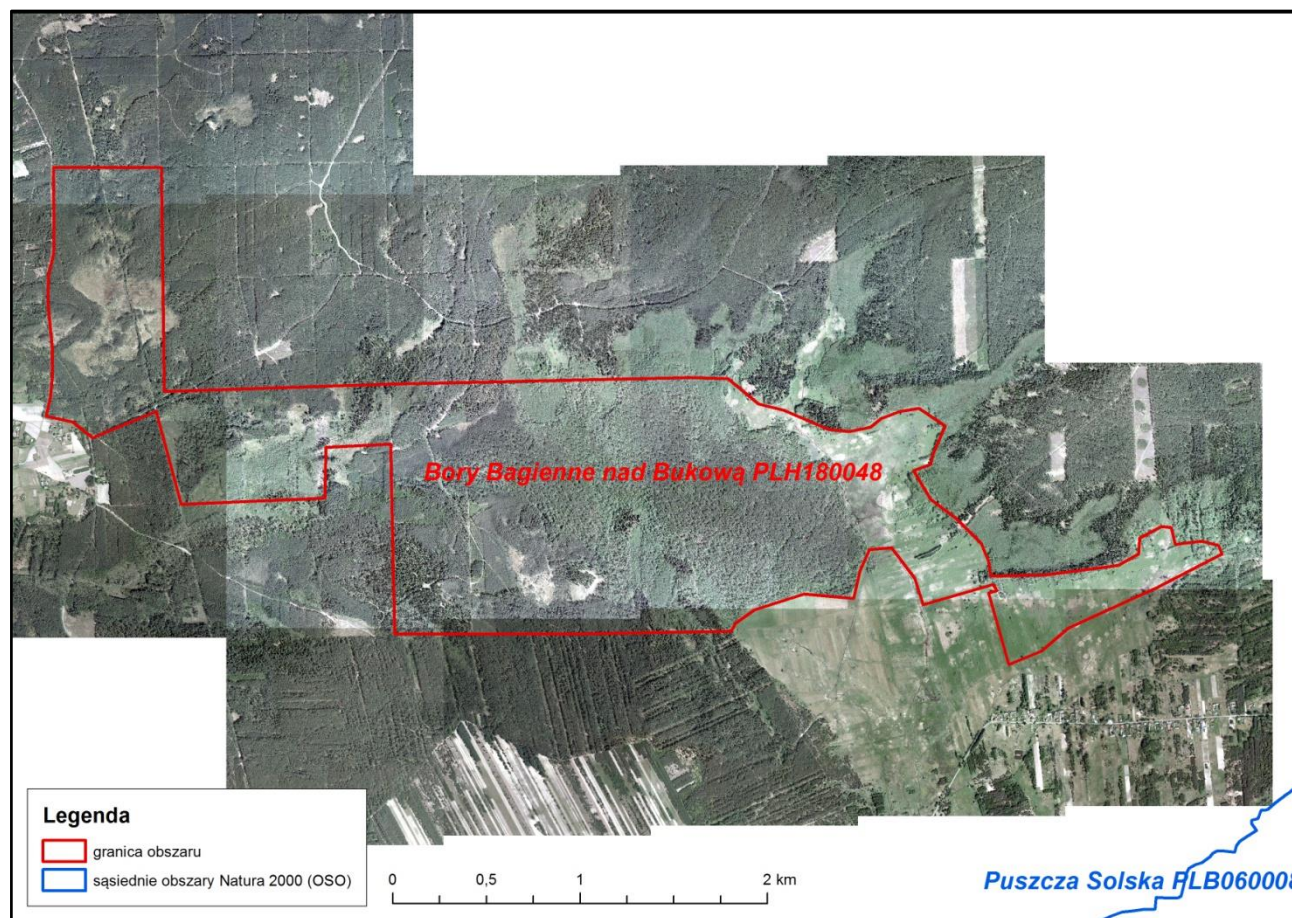 Bory Bagienne nad Bukową PLH180048
Legenda
granica obszaru
sąsiednie obszary Natura 2000 (OSO)
0 0,5 1 2 km
Puszcza Solska PLB060008